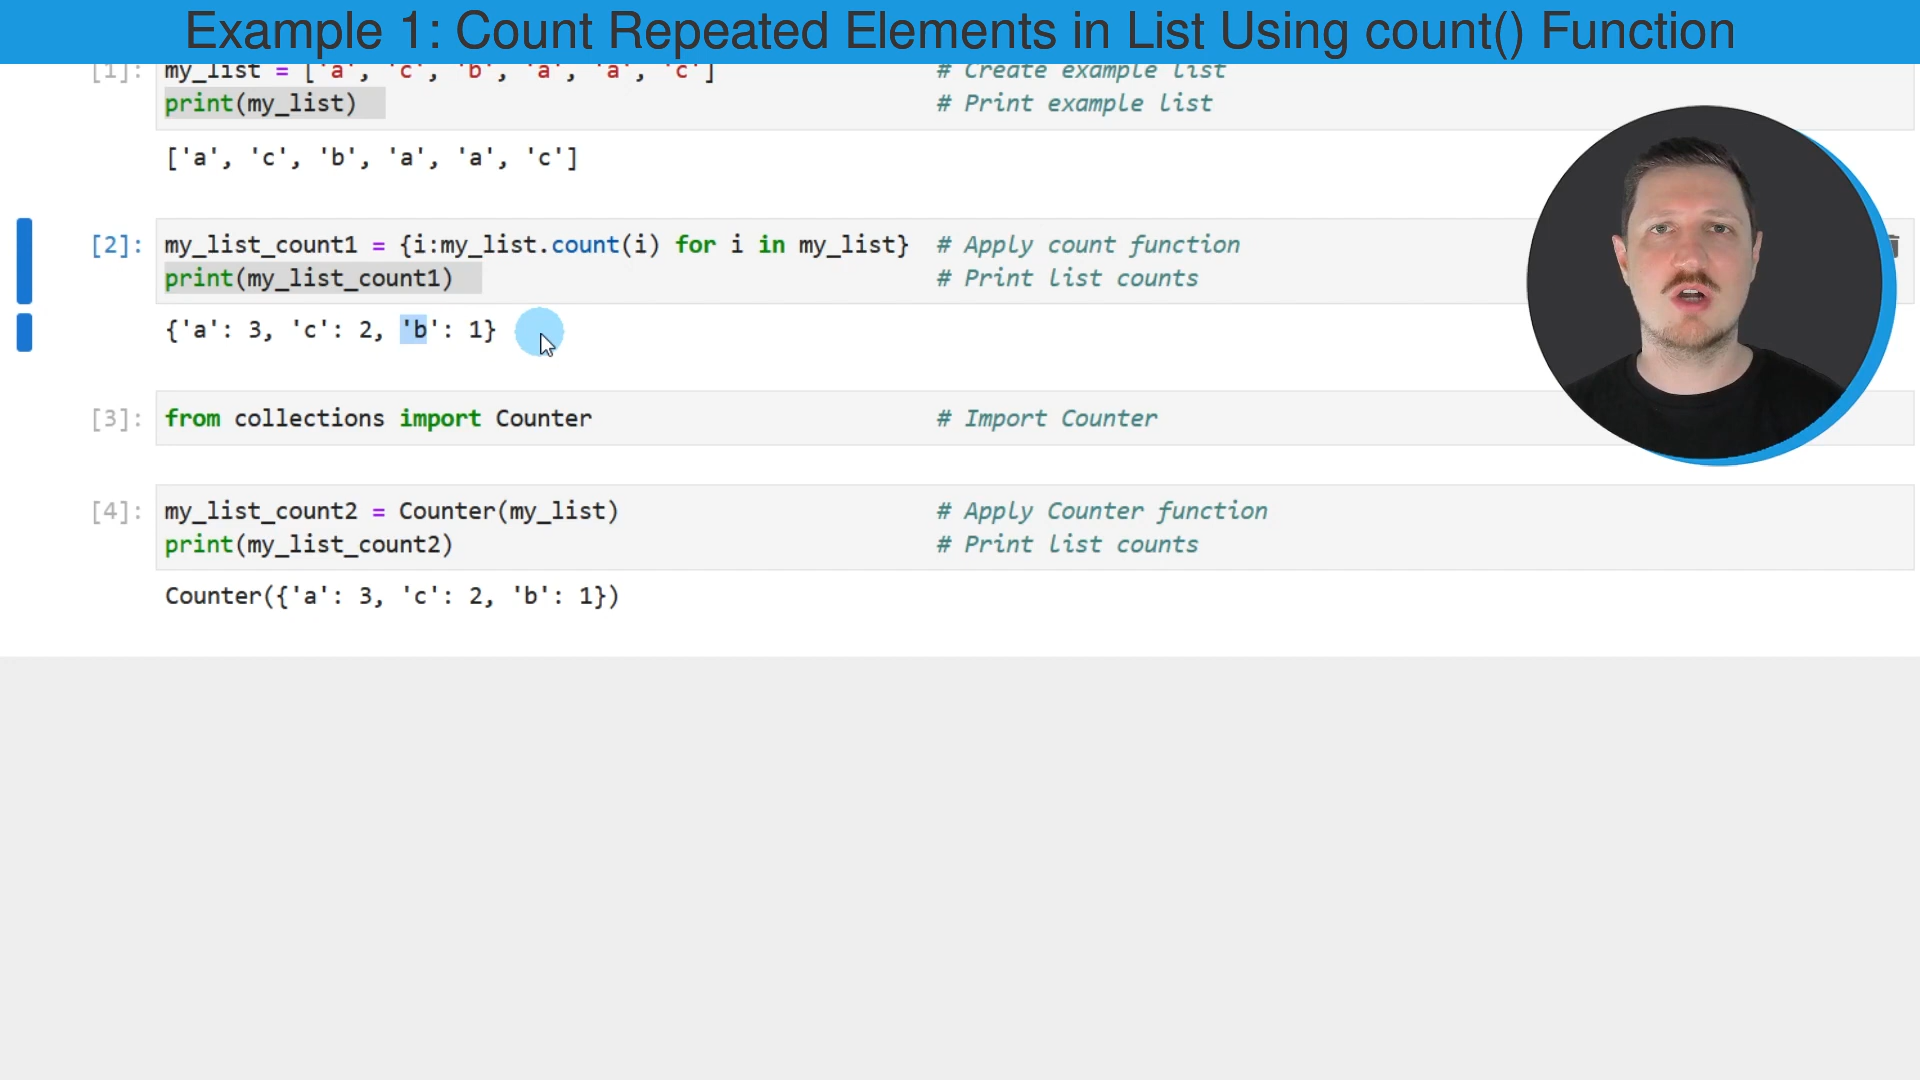 Example 1: Count Repeated Elements in List Using count() Function
[1]: my_list = ['a', 'c', 'b', 'a', 'a', 'c'] # Create example list
print(my_list) # Print example list
['a', 'c', 'b', 'a', 'a', 'c']
[2]: my_list_count1 = {i:my_list.count(i) for i in my_list} # Apply count function
print(my_list_count1) # Print list counts
{'a': 3, 'c': 2, 'b': 1}
[3]: from collections import Counter # Import Counter
[4]: my_list_count2 = Counter(my_list) # Apply Counter function
print(my_list_count2) # Print list counts
Counter({'a': 3, 'c': 2, 'b': 1})